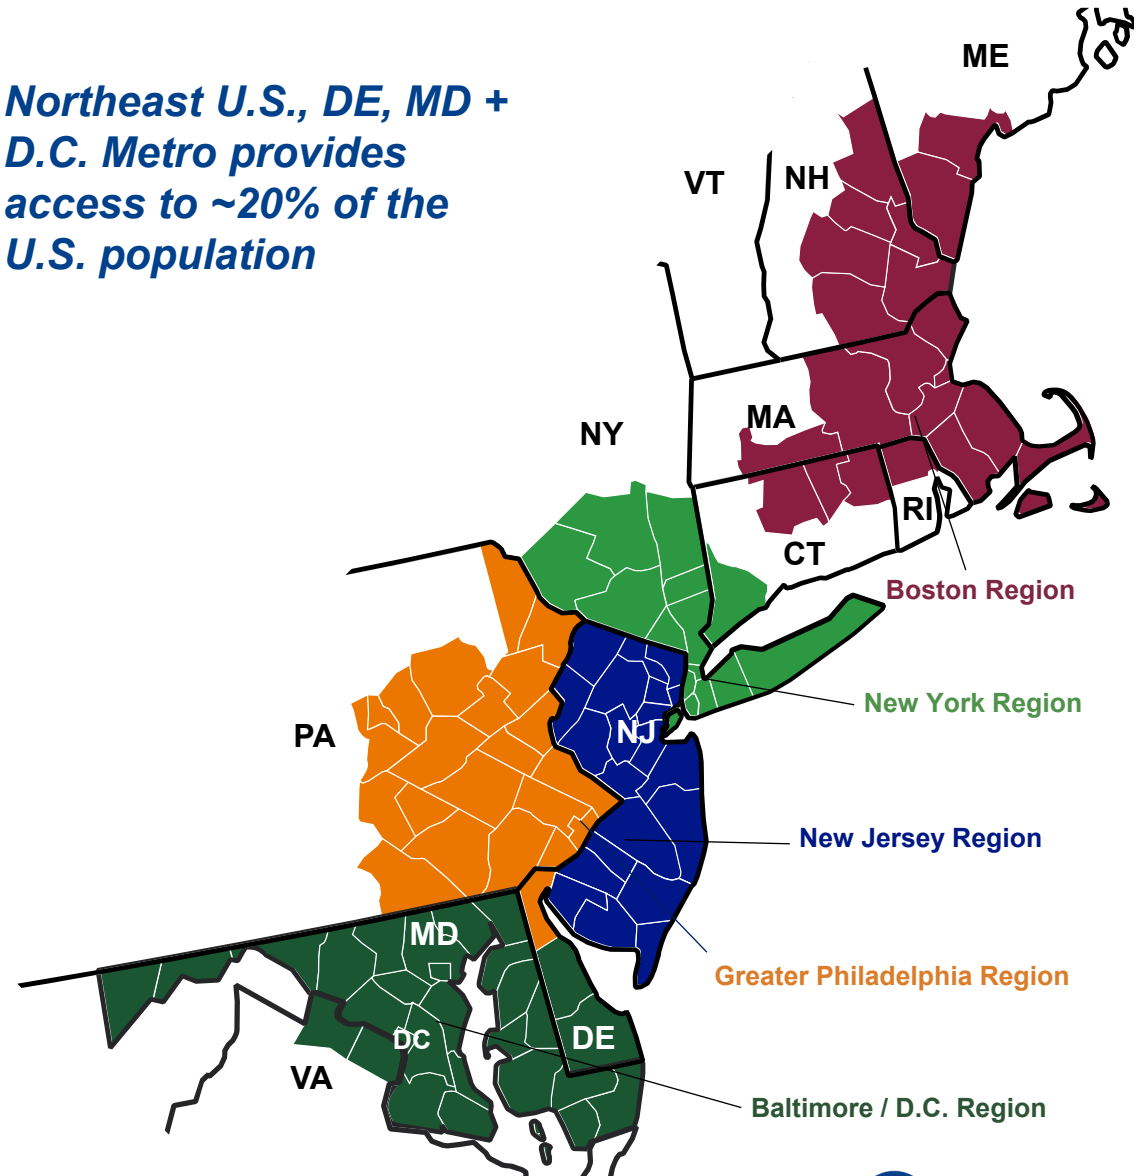 Northeast U.S., DE, MD +
D.C. Metro provides
access to ~20% of the
U.S. population
ME
VT
NH
NY
MA
RI
CT
Boston Region
New York Region
PA
NJ
New Jersey Region
MD
Greater Philadelphia Region
DC
DE
VA
Baltimore / D.C. Region